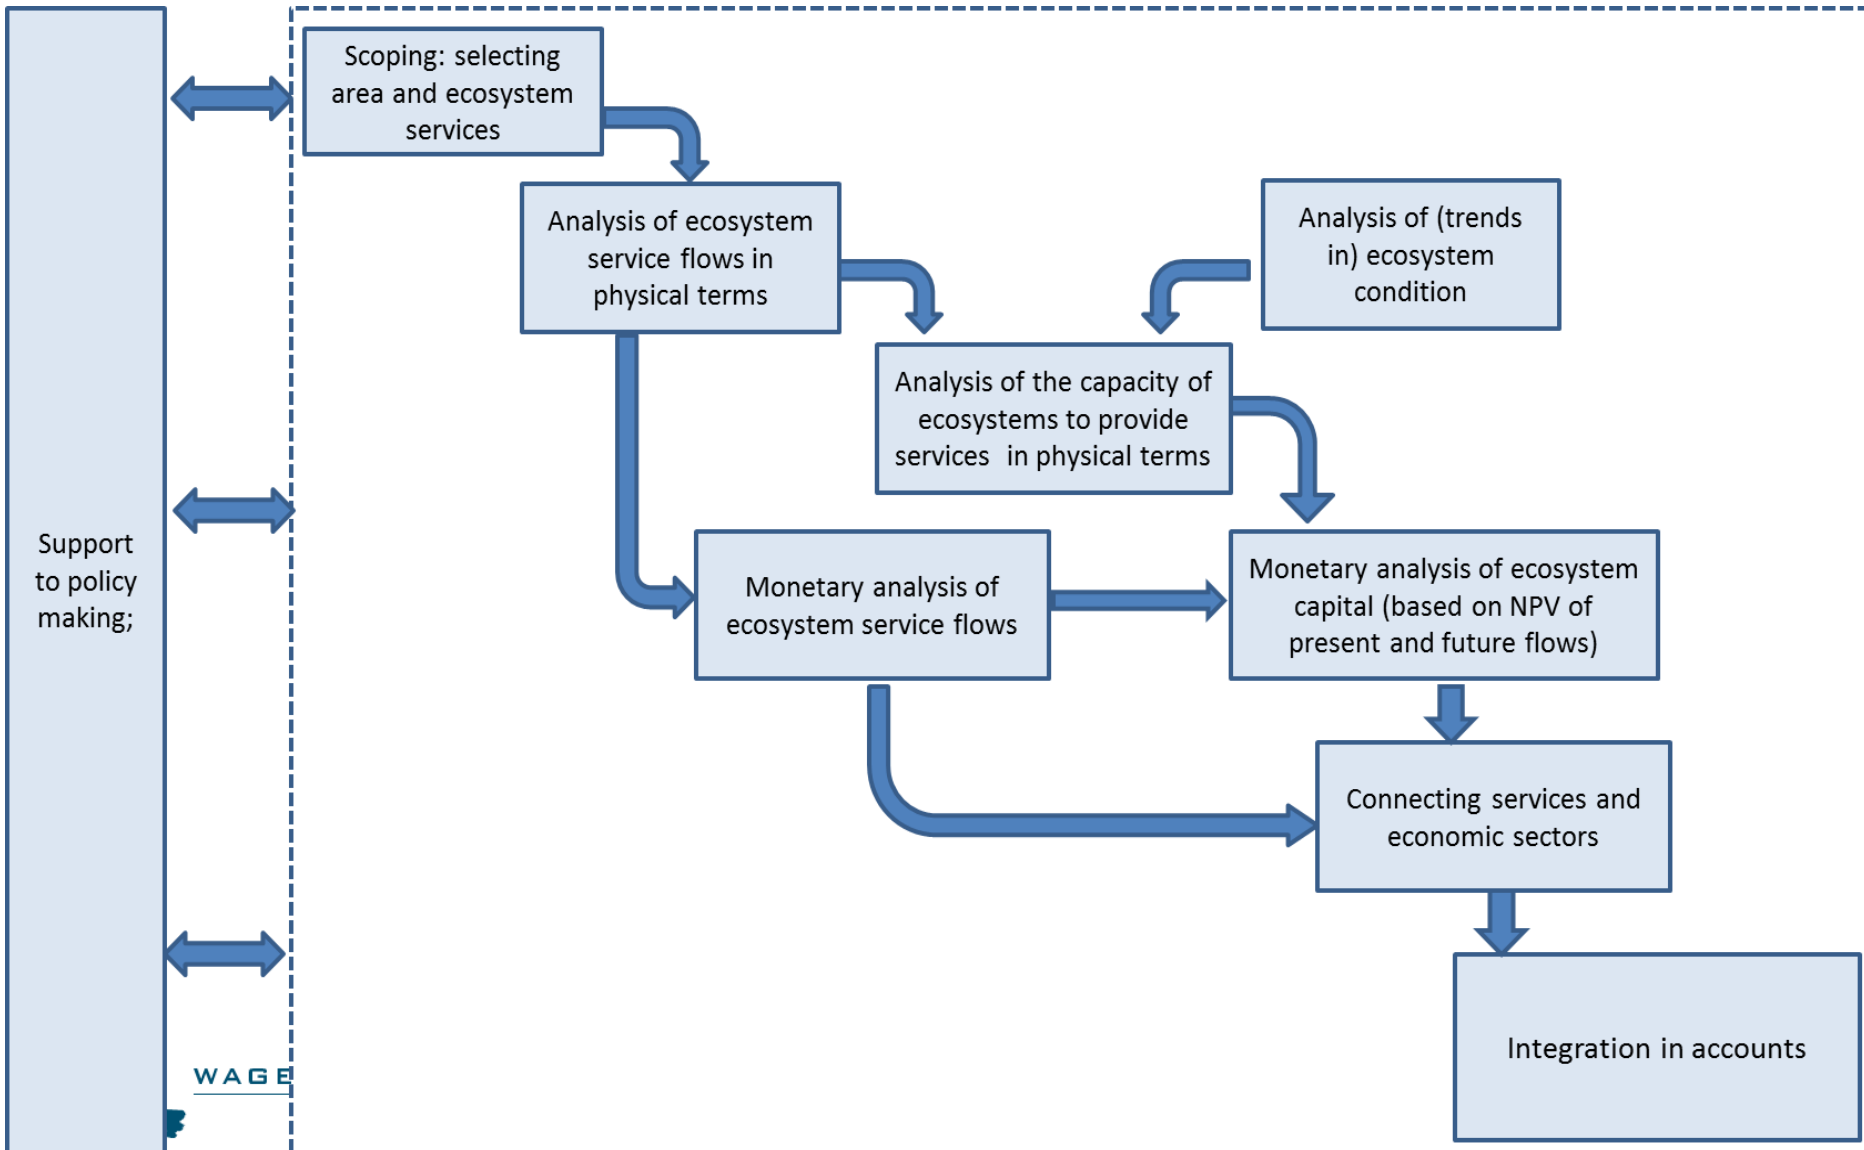 Scoping: selecting
area and ecosystem
services
Analysis of ecosystem
service flows in
physical terms
Analysis of (trends
in) ecosystem
condition
Analysis of the capacity of
ecosystems to provide
services in physical terms
Support
to policy
making;
Monetary analysis of
ecosystem service flows
Monetary analysis of ecosystem
capital (based on NPV of
present and future flows)
Connecting services and
economic sectors
Integration in accounts
WAGE